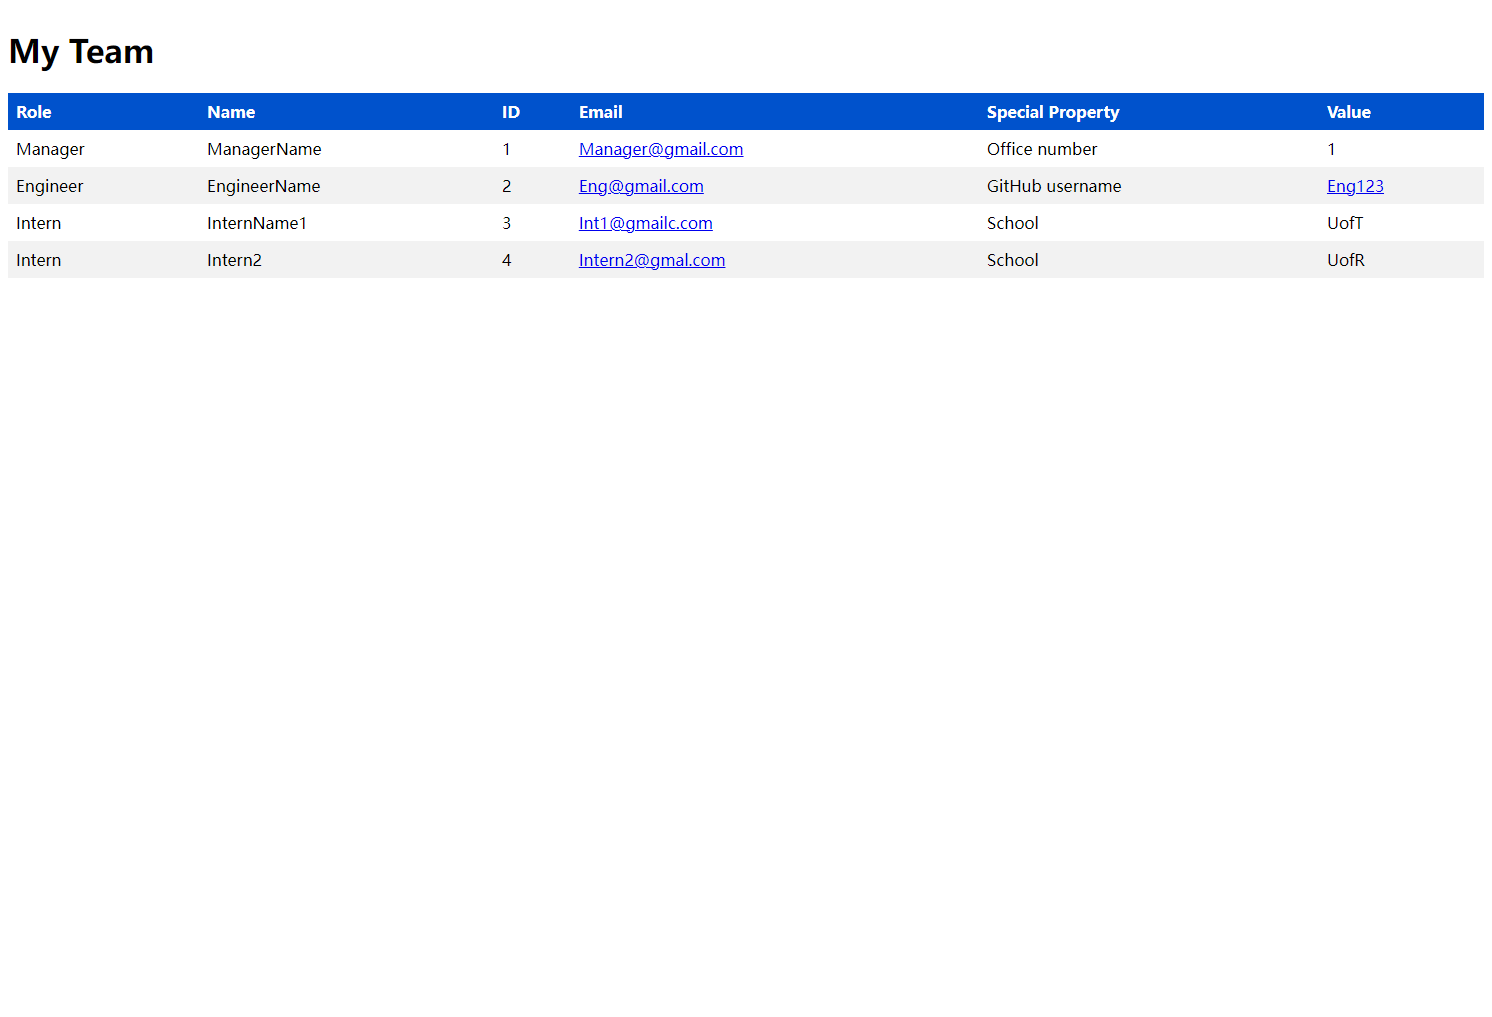 My Team
Role Name ID Email Special Property Value
Manager ManagerName 1 Manager@gmail.com Office number 1
Engineer EngineerName 2 Eng@gmail.com GitHub username Eng123
Intern InternName1 3 Int1@gmailc.com School UofT
Intern Intern2 4 Intern2@gmal.com School UofR